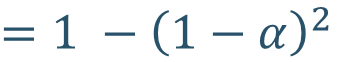 = 1 − (1 − α)²